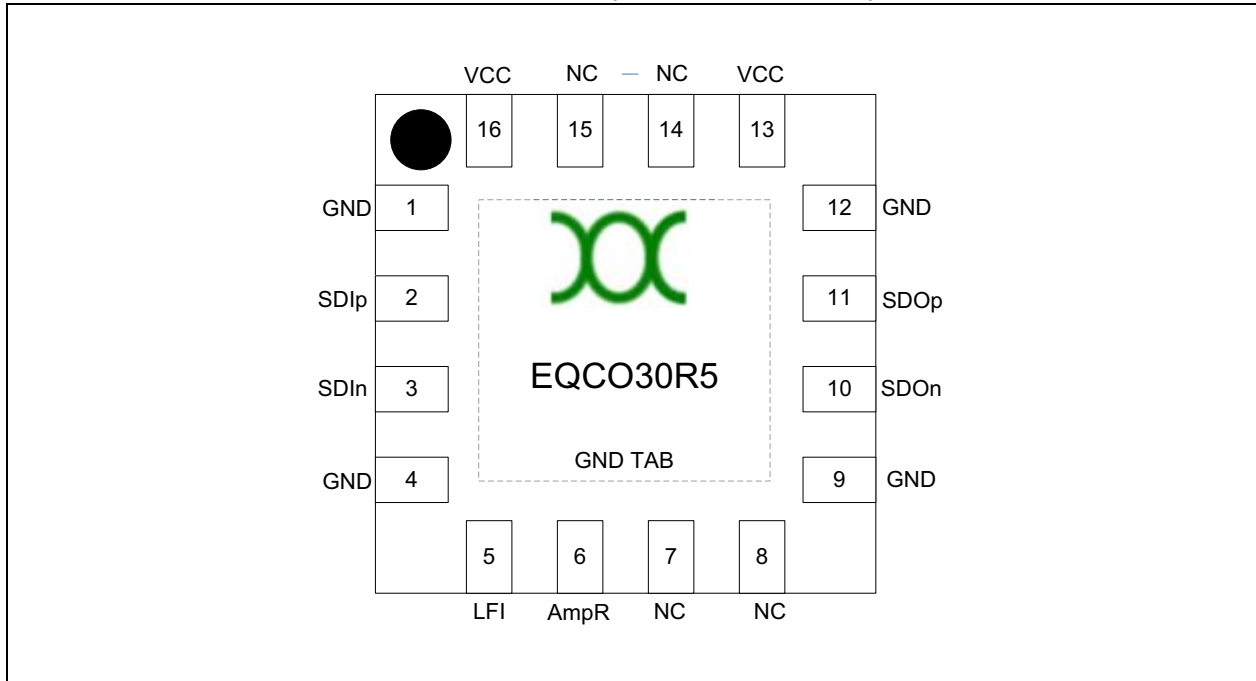 VCC NC – NC VCC
16 15 14 13
GND 1 12 GND
SDIp 2 11 SDOp
EQCO30R5
SDIn 3 10 SDOn
GND TAB
GND 4 9 GND
5 6 7 8
LFI AmpR NC NC